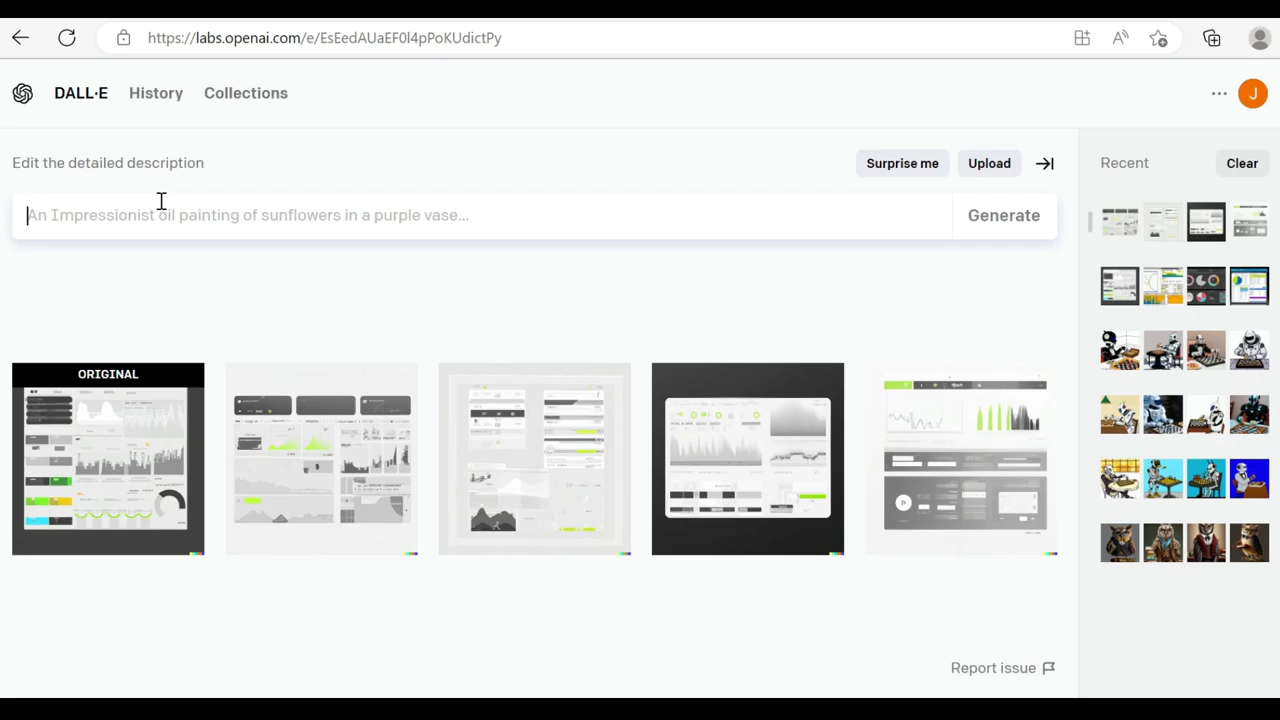 https://labs.openai.com/e/EsEedAUaEF0l4pPoKUdictPy
DALL·E History Collections
J
Edit the detailed description
Surprise me Upload
Recent Clear
An Impressionist oil painting of sunflowers in a purple vase...
Generate
ORIGINAL
Report issue